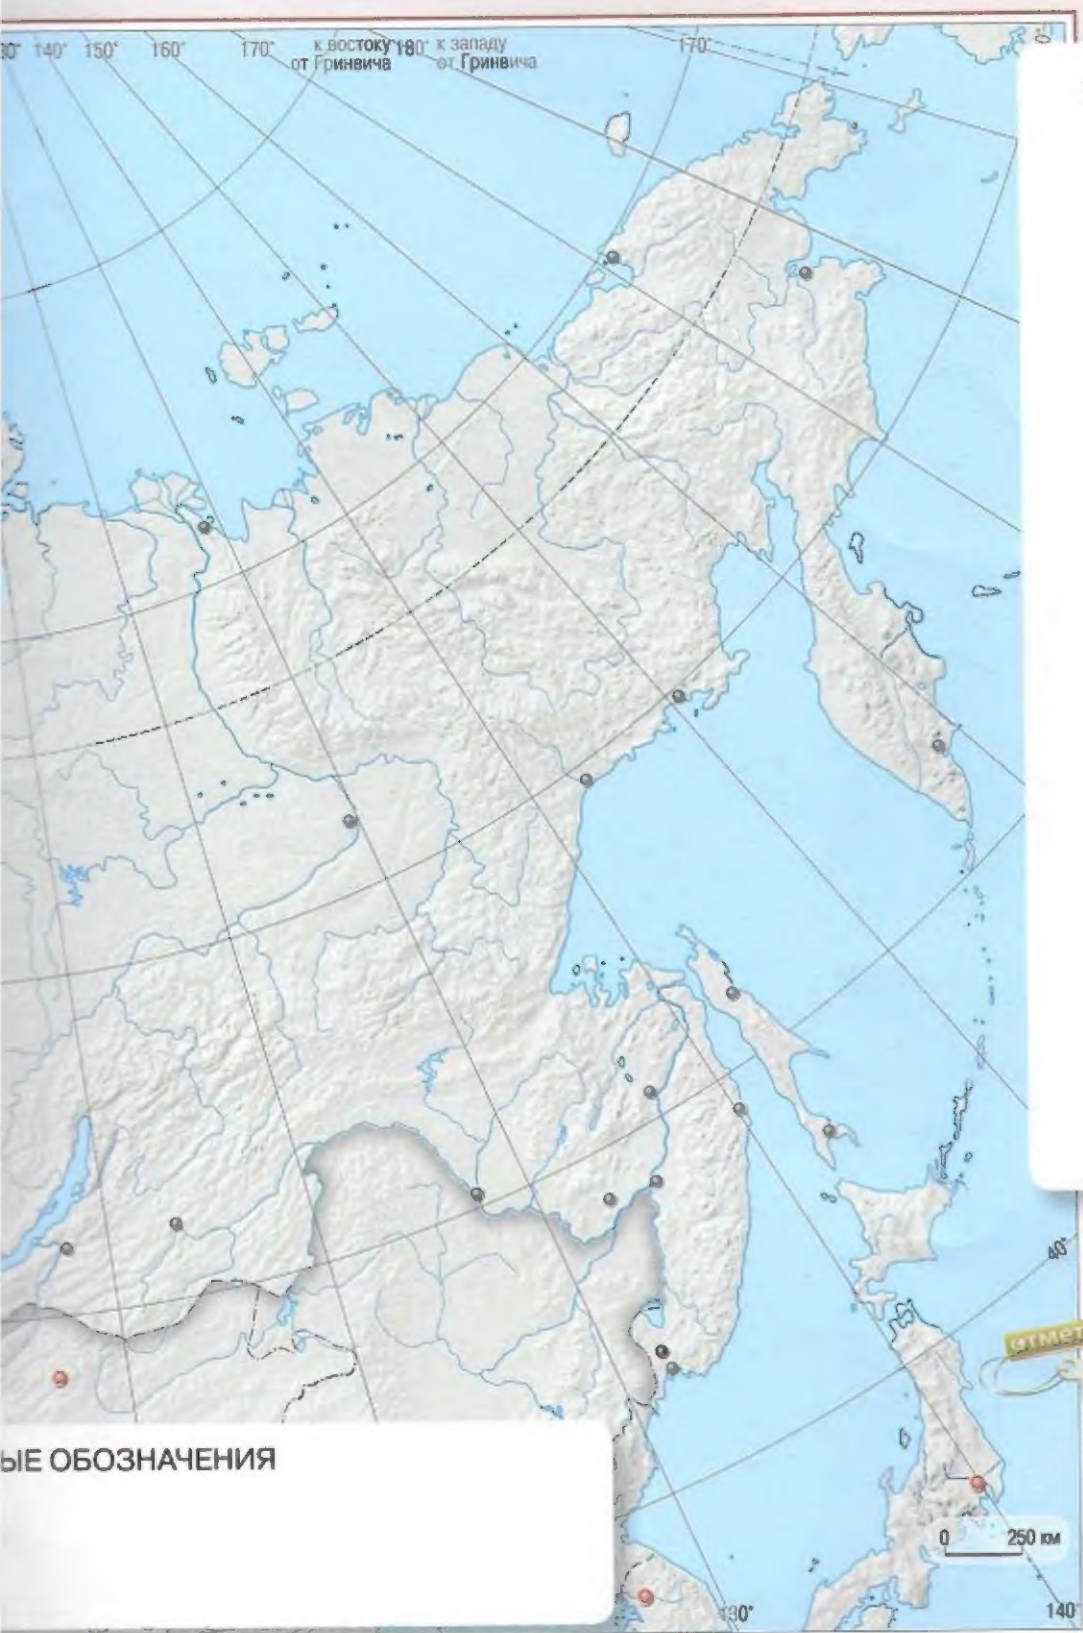 140° 150° 160° 170° к востоку 180° к западу 170°
от Гринвича от Гринвича
40°
отмет
ЫЕ ОБОЗНАЧЕНИЯ
0 250 км
130° 140°